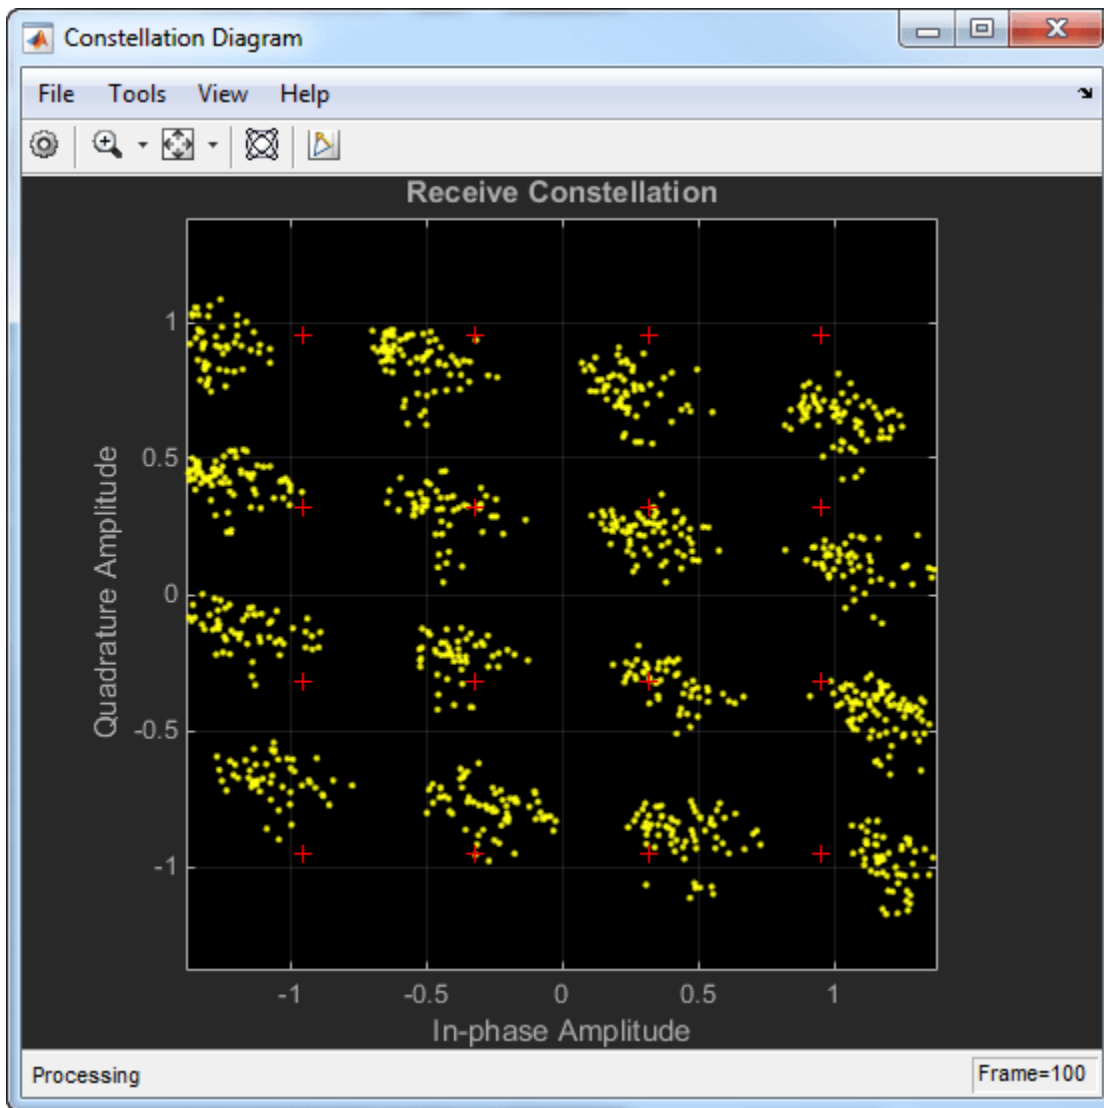 Constellation Diagram
File Tools View Help
Receive Constellation
Quadrature Amplitude
1
0.5
0
-0.5
-1
-1 -0.5 0 0.5 1
In-phase Amplitude
Processing Frame=100